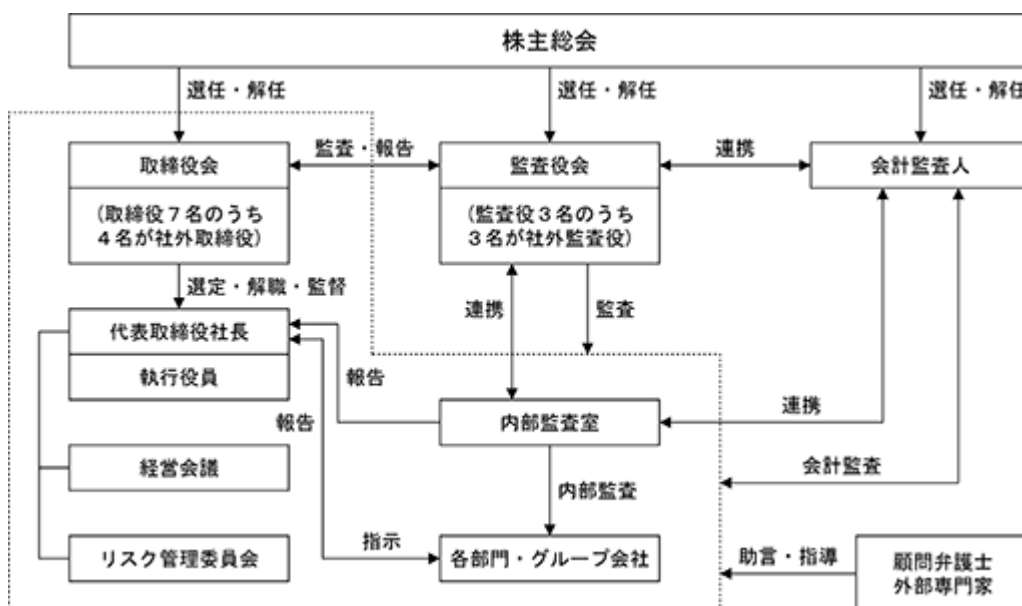 株主総会
選任・解任
選任・解任
選任・解任
取締役会
監査・報告
監査役会
連携
会計監査人
(取締役7名のうち
4名が社外取締役)
(監査役3名のうち
3名が社外監査役)
選定・解職・監督
連携
監査
代表取締役社長
執行役員
報告
報告
内部監査室
連携
経営会議
内部監査
会計監査
リスク管理委員会
指示
各部門・グループ会社
助言・指導
顧問弁護士
外部専門家